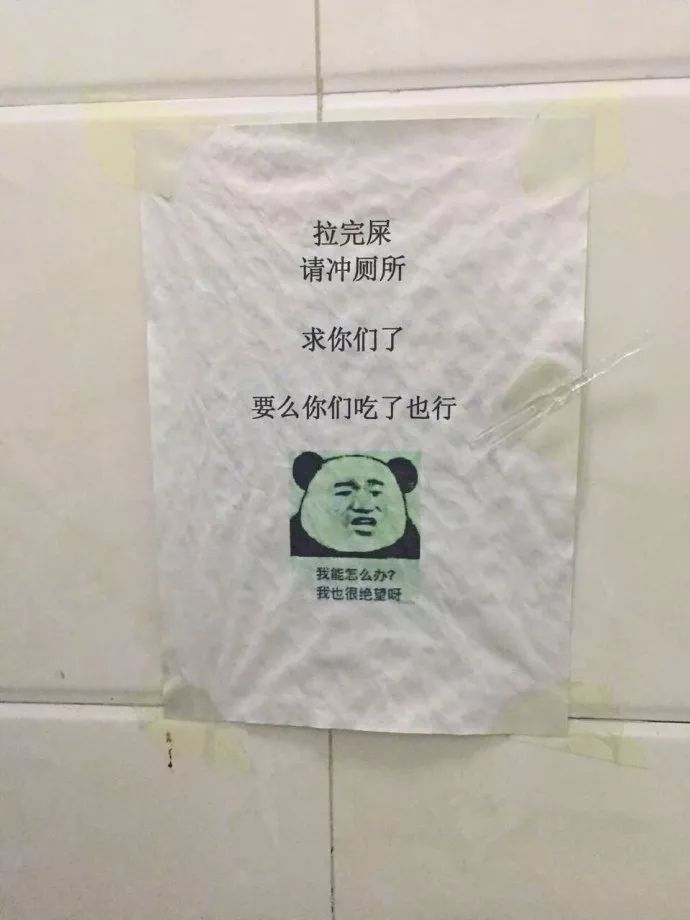 拉完屎
请冲厕所
求你们了
要么你们吃了也行
我能怎么办?
我也很绝望呀